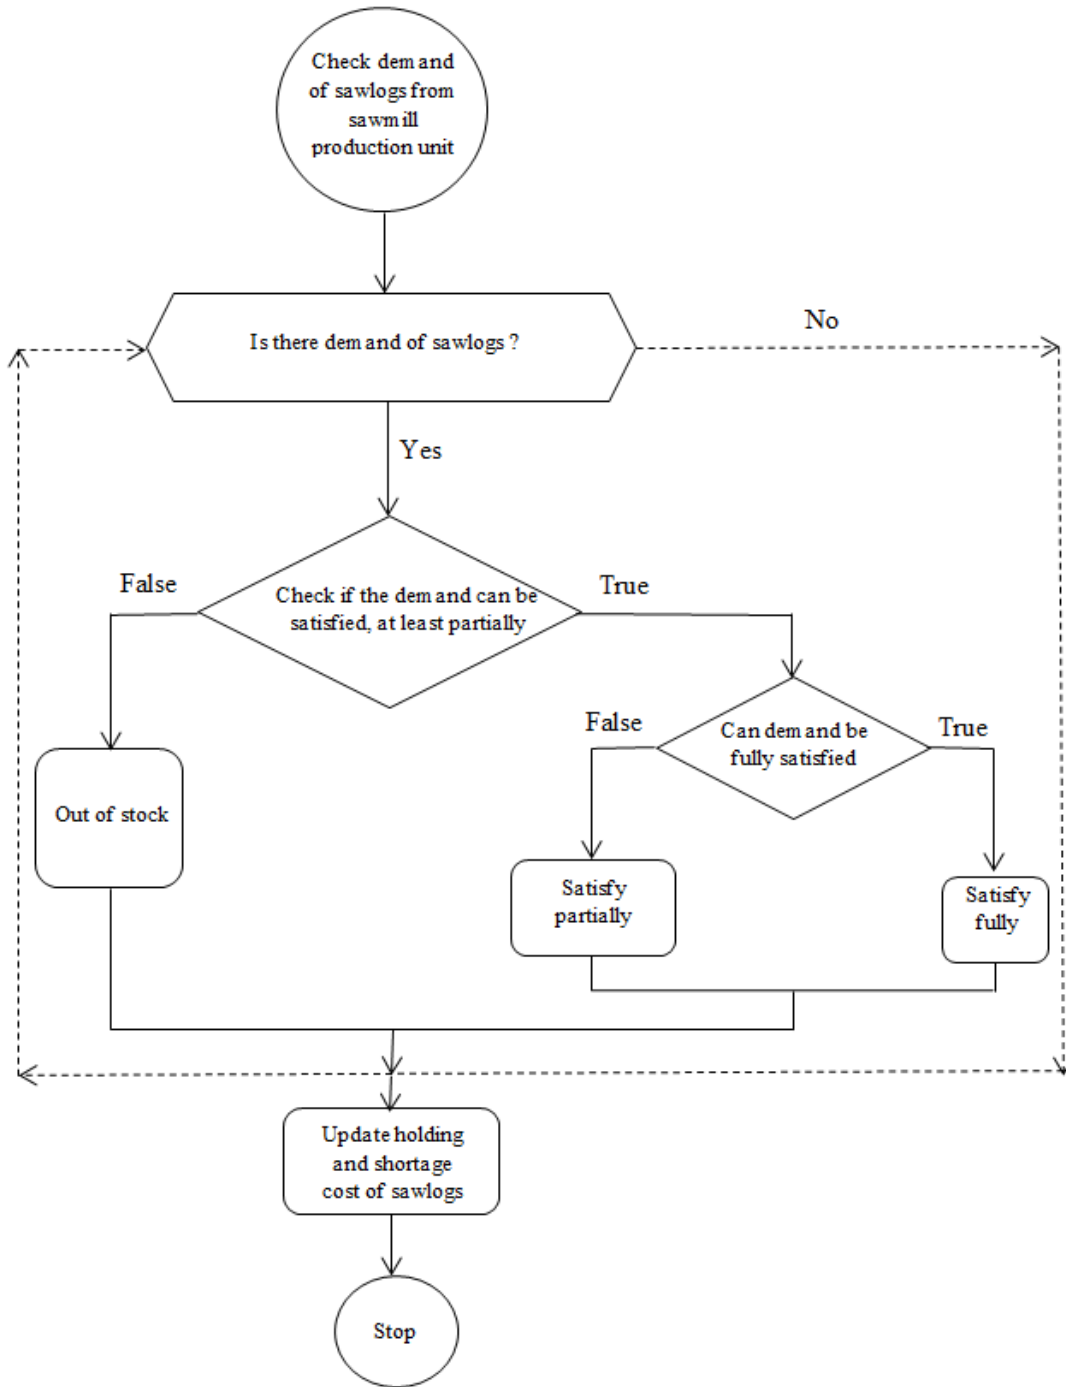 Check demand
of sawlogs from
sawmill
production unit
Is there demand of sawlogs ?
No
Yes
False
Check if the demand can be
satisfied, at least partially
True
False
Can demand be
fully satisfied
True
Out of stock
Satisfy
partially
Satisfy
fully
Update holding
and shortage
cost of sawlogs
Stop